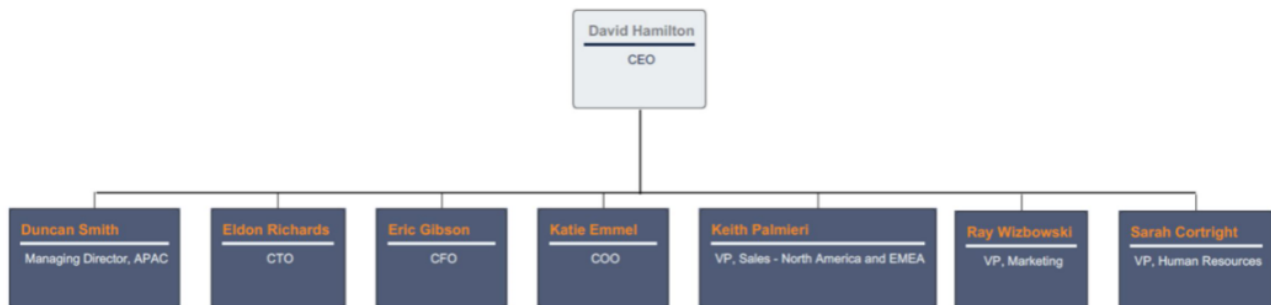 David Hamilton
CEO
Duncan Smith
Managing Director, APAC
Eldon Richards
CTO
Eric Gibson
CFO
Katie Emmel
COO
Keith Palmieri
VP, Sales - North America and EMEA
Ray Wizbowski
VP, Marketing
Sarah Cortright
VP, Human Resources